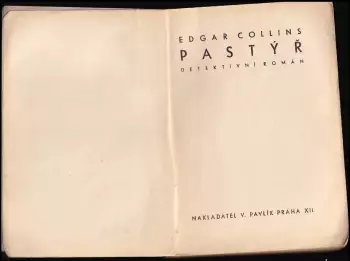 EDGAR COLLINS
PASTÝŘ
DETEKTIVNÍ ROMÁN
NAKLADATEL V. PAVLÍK PRAHA XII